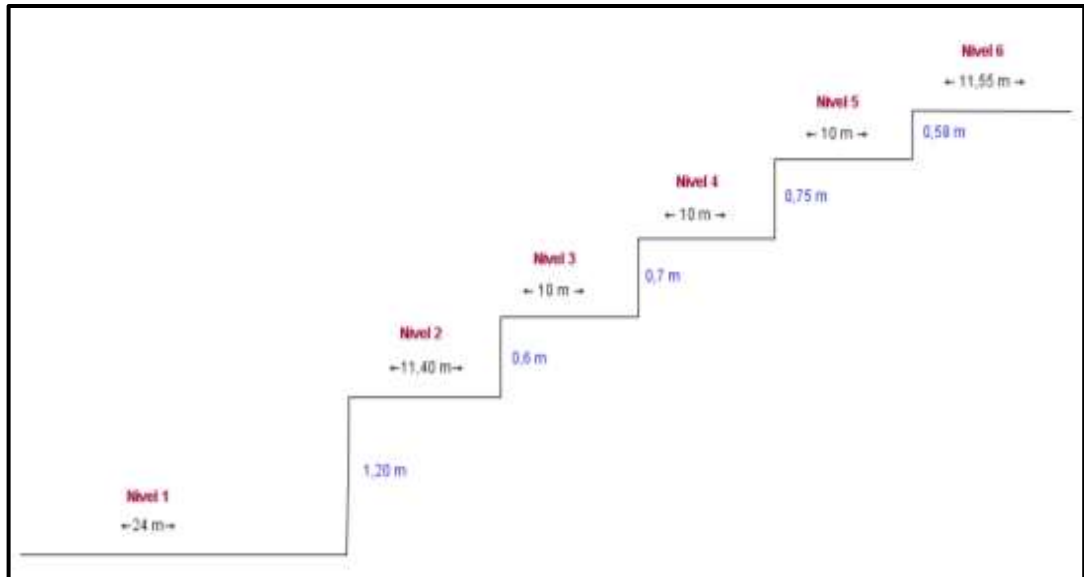 Nivel 6
← 11,55 m →
Nivel 5
← 10 m →
0,58 m
Nivel 4
← 10 m →
0,75 m
Nivel 3
← 10 m →
0,7 m
Nivel 2
←11,40 m→
0,6 m
1,20 m
Nivel 1
←24 m→